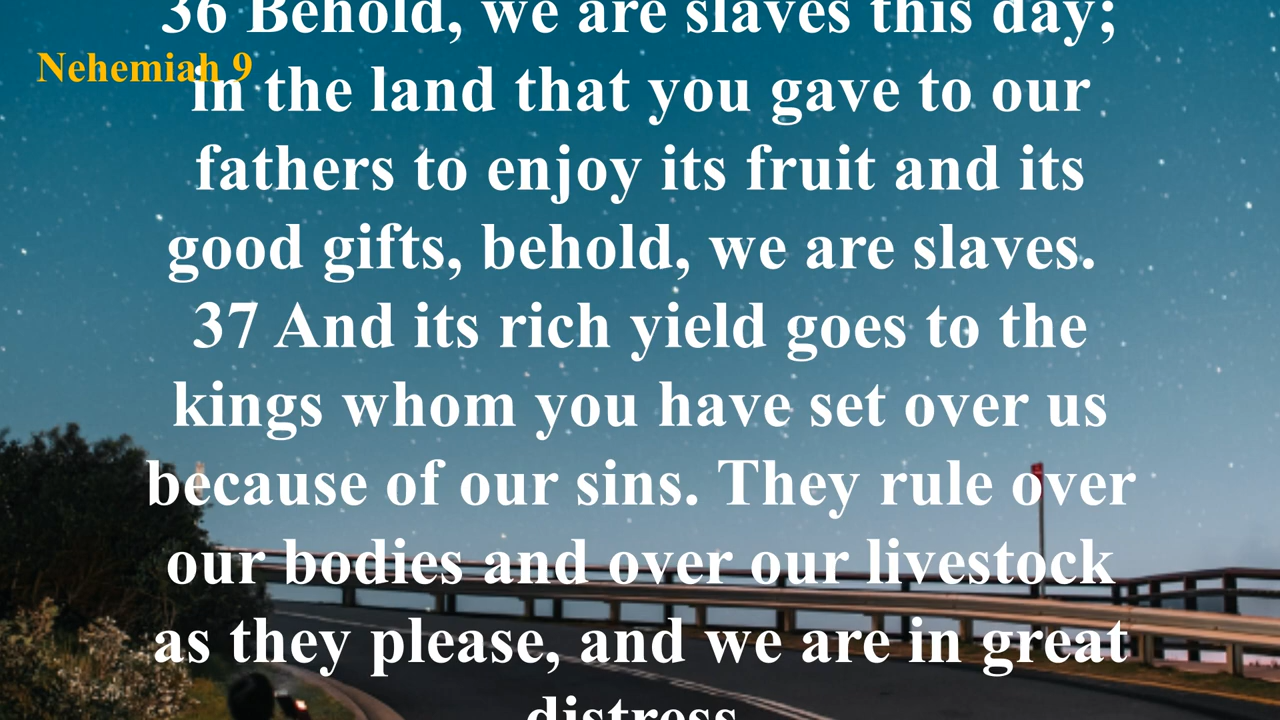 36 Behold, we are slaves this day;
Nehemiah 9
in the land that you gave to our
fathers to enjoy its fruit and its
good gifts, behold, we are slaves.
37 And its rich yield goes to the
kings whom you have set over us
because of our sins. They rule over
our bodies and over our livestock
as they please, and we are in great
distress.